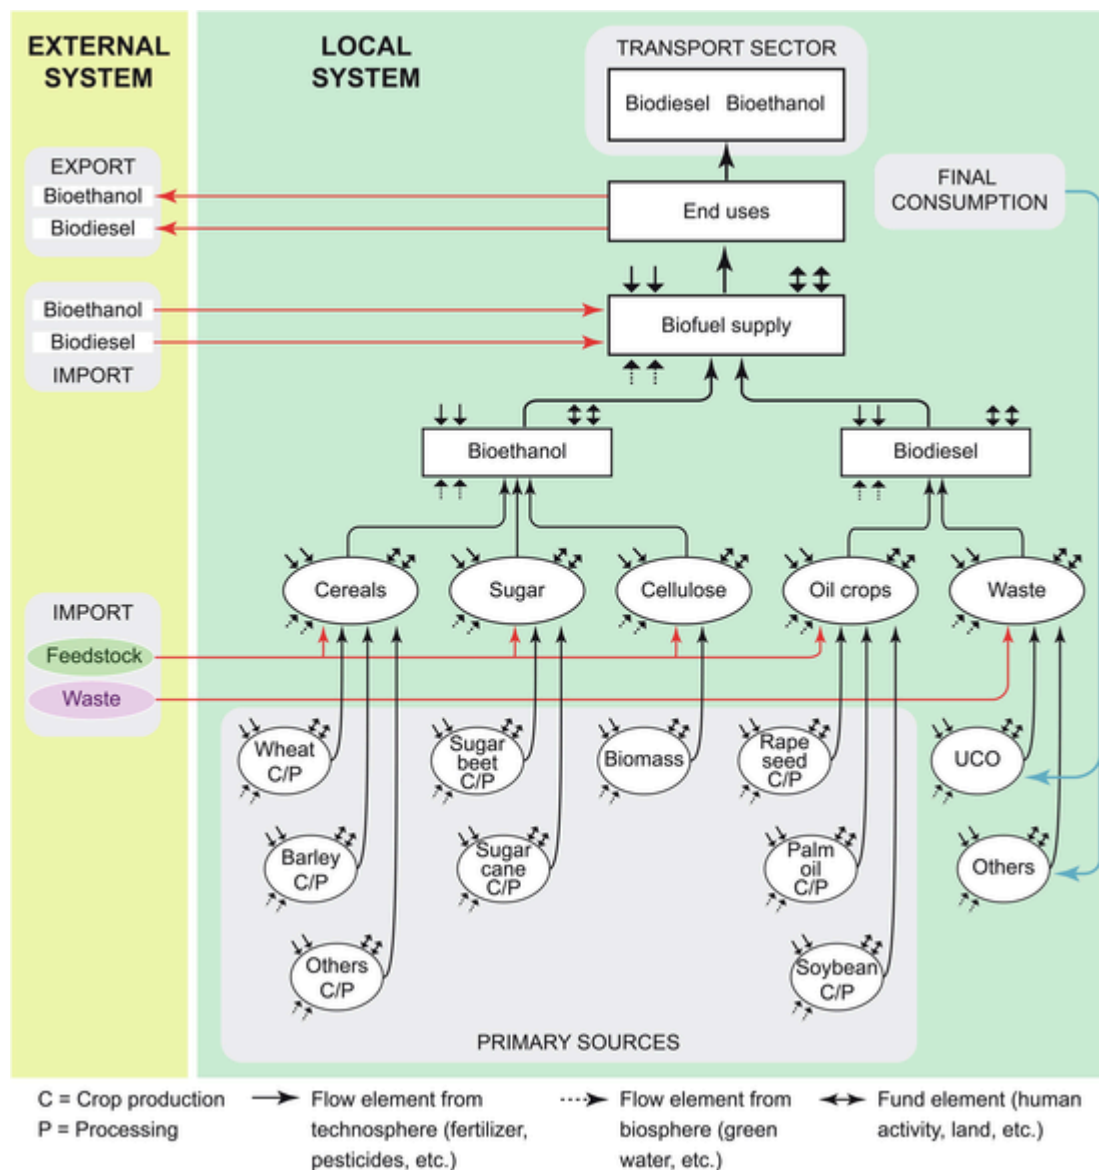 EXTERNAL
SYSTEM
LOCAL
SYSTEM
TRANSPORT SECTOR
Biodiesel Bioethanol
EXPORT
Bioethanol
Biodiesel
End uses
FINAL
CONSUMPTION
Bioethanol
Biodiesel
IMPORT
Biofuel supply
Bioethanol
Biodiesel
Cereals
Sugar
Cellulose
Oil crops
Waste
IMPORT
Feedstock
Waste
Wheat
C/P
Sugar
beet
C/P
Biomass
Rape
seed
C/P
UCO
Barley
C/P
Sugar
cane
C/P
Palm
oil
C/P
Others
Others
C/P
Soybean
C/P
PRIMARY SOURCES
C = Crop production
P = Processing
Flow element from
technosphere (fertilizer,
pesticides, etc.)
Flow element from
biosphere (green
water, etc.)
Fund element (human
activity, land, etc.)